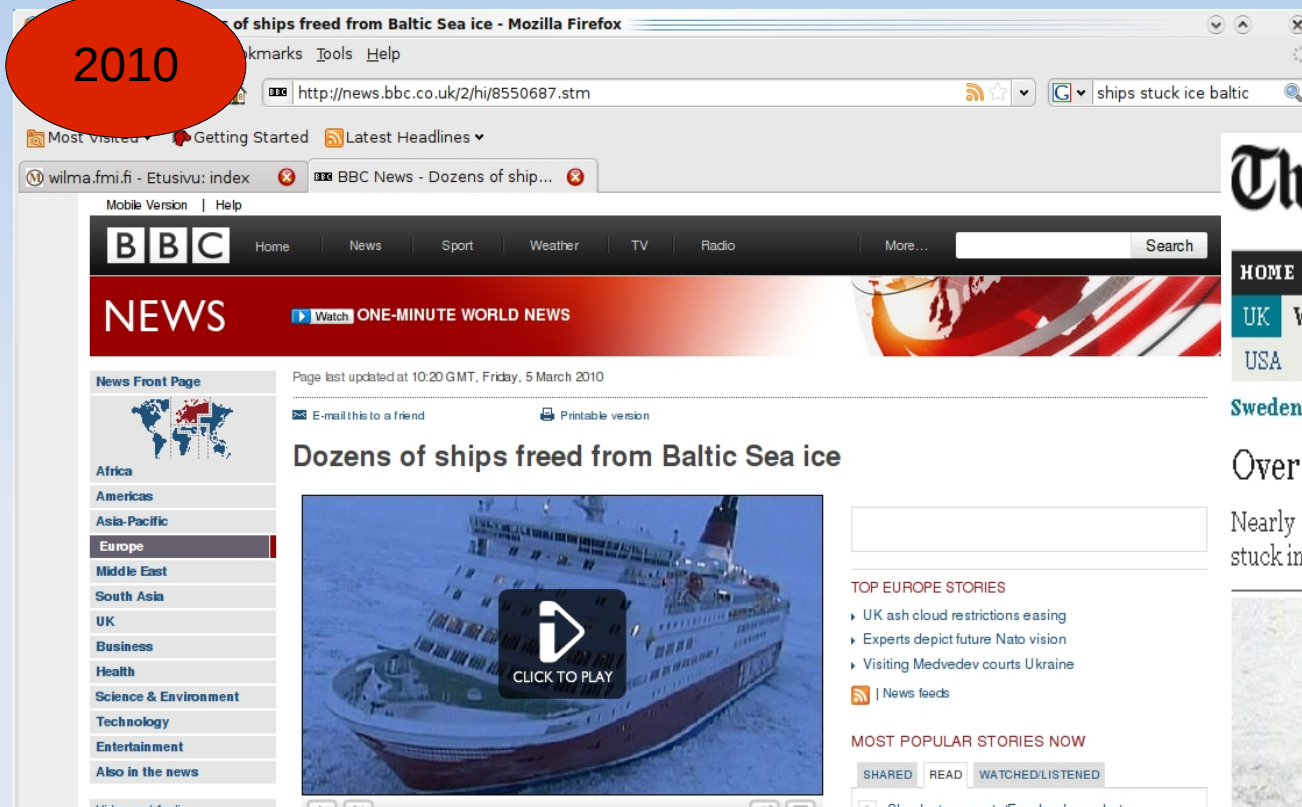 2010
of ships freed from Baltic Sea ice - Mozilla Firefox
Tools Help
http://news.bbc.co.uk/2/hi/8550687.stm
ships stuck ice baltic
Most Visited Getting Started Latest Headlines
wilma.fmi.fi - Etusivu: index
BBC News - Dozens of ship...
Mobile Version | Help
BBC Home News Sport Weather TV Radio More... Search
NEWS
Watch ONE-MINUTE WORLD NEWS
News Front Page
Africa
Americas
Asia-Pacific
Europe
Middle East
South Asia
UK
Business
Health
Science & Environment
Technology
Entertainment
Also in the news
Page last updated at 10:20 GMT, Friday, 5 March 2010
E-mail this to a friend
Printable version
Dozens of ships freed from Baltic Sea ice
CLICK TO PLAY
TOP EUROPE STORIES
UK ash cloud restrictions easing
Experts depict future Nato vision
Visiting Medvedev courts Ukraine
| News feeds
MOST POPULAR STORIES NOW
SHARED READ WATCHED/LISTENED
HOME
UK
USA
Sweden
Over
Nearly
stuck in